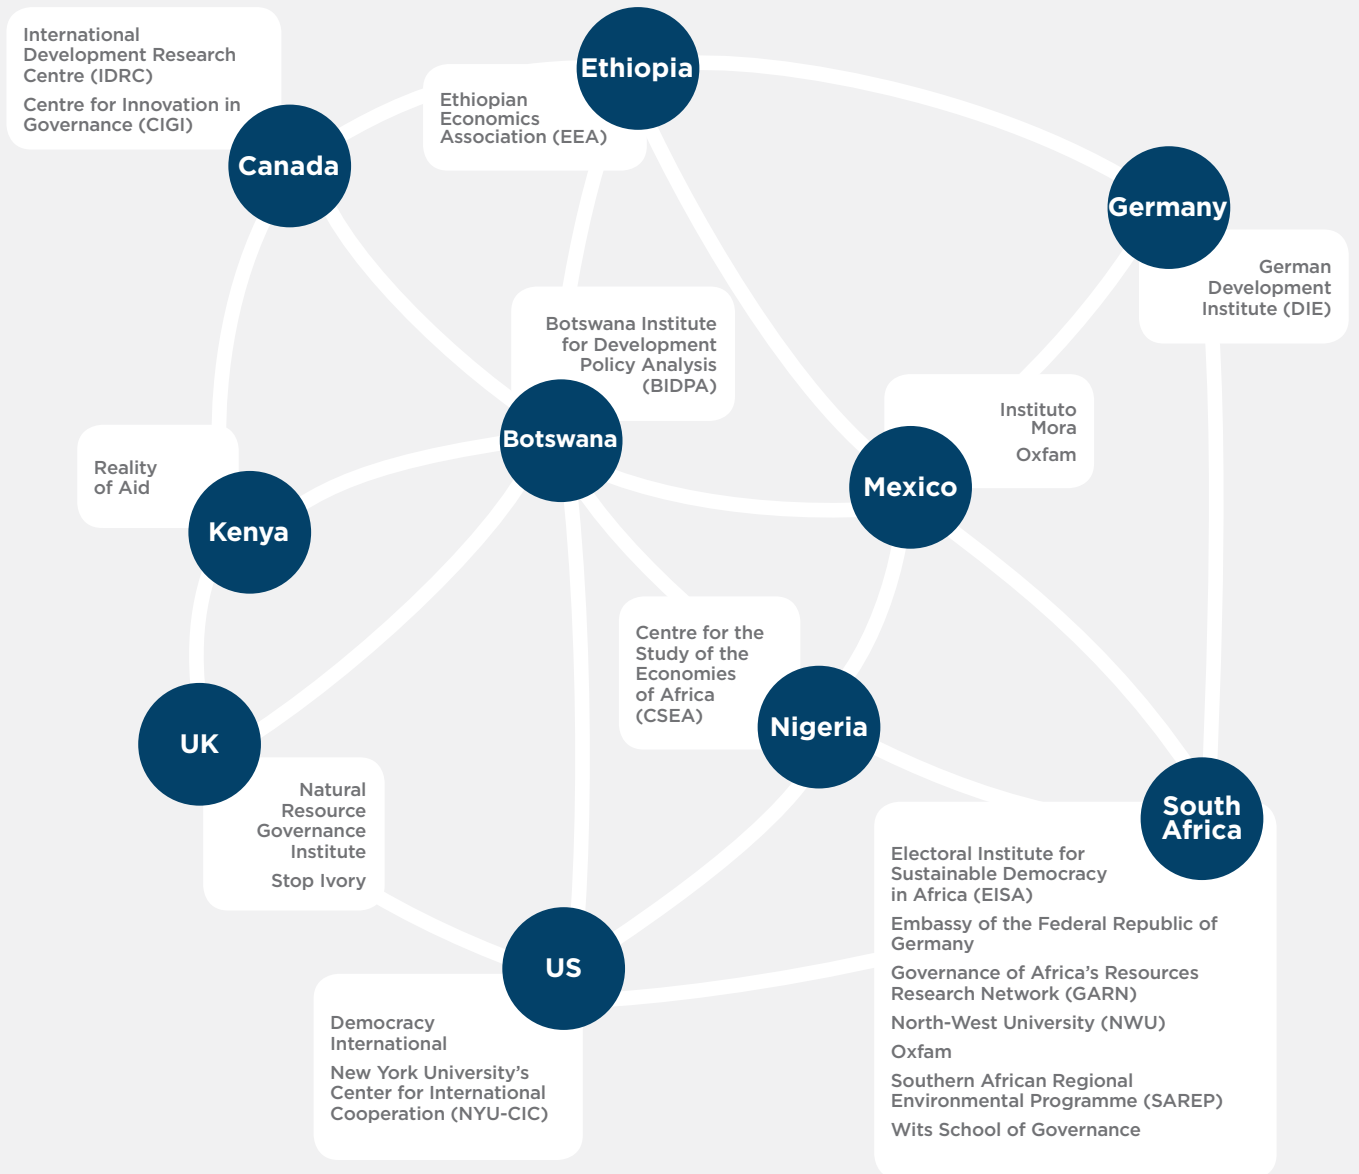 International
Development Research
Centre (IDRC)
Centre for Innovation in
Governance (CIGI)
Canada
Ethiopia
Ethiopian
Economics
Association (EEA)
Germany
German
Development
Institute (DIE)
Botswana Institute
for Development
Policy Analysis
(BIDPA)
Botswana
Instituto
Mora
Oxfam
Mexico
Reality
of Aid
Kenya
Centre for the
Study of the
Economies
of Africa
(CSEA)
Nigeria
UK
Natural
Resource
Governance
Institute
Stop Ivory
South
Africa
Electoral Institute for
Sustainable Democracy
in Africa (EISA)
Embassy of the Federal Republic of
Germany
Governance of Africa’s Resources
Research Network (GARN)
North-West University (NWU)
Oxfam
Southern African Regional
Environmental Programme (SAREP)
Wits School of Governance
US
Democracy
International
New York University’s
Center for International
Cooperation (NYU-CIC)